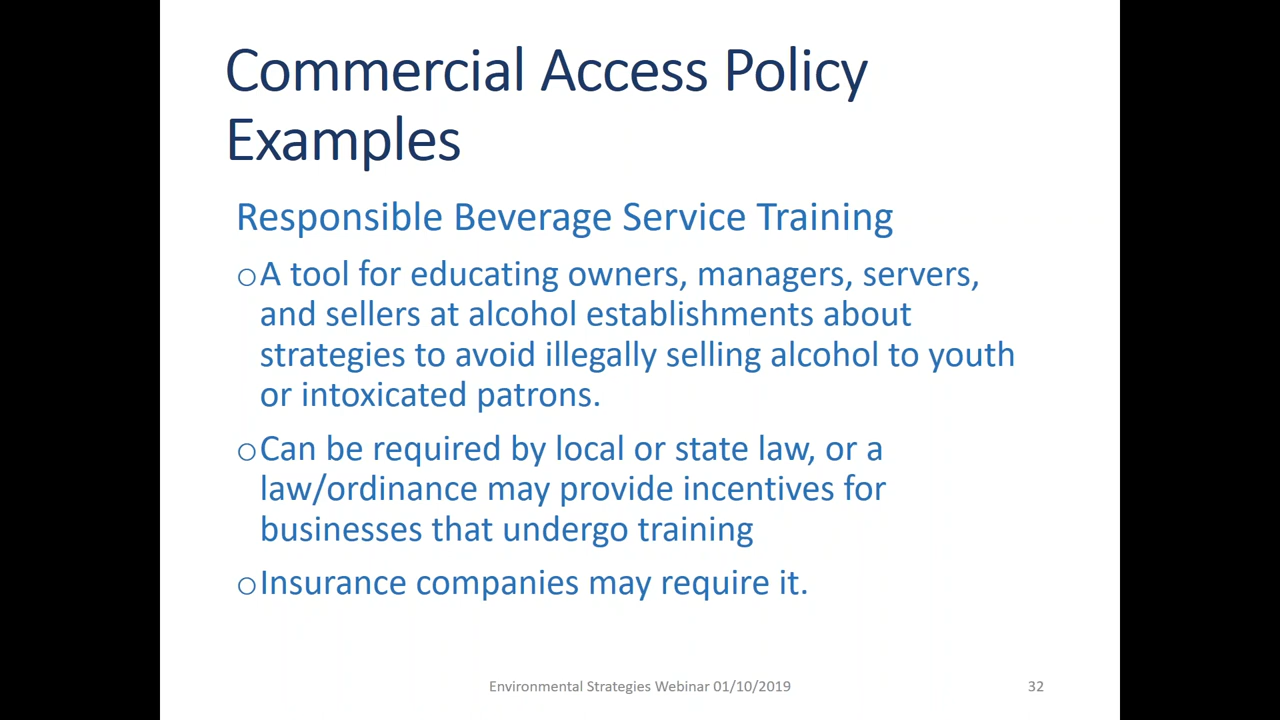 Commercial Access Policy
Examples
Responsible Beverage Service Training
○A tool for educating owners, managers, servers,
and sellers at alcohol establishments about
strategies to avoid illegally selling alcohol to youth
or intoxicated patrons.
○Can be required by local or state law, or a
law/ordinance may provide incentives for
businesses that undergo training
○Insurance companies may require it.
Environmental Strategies Webinar 01/10/2019
32